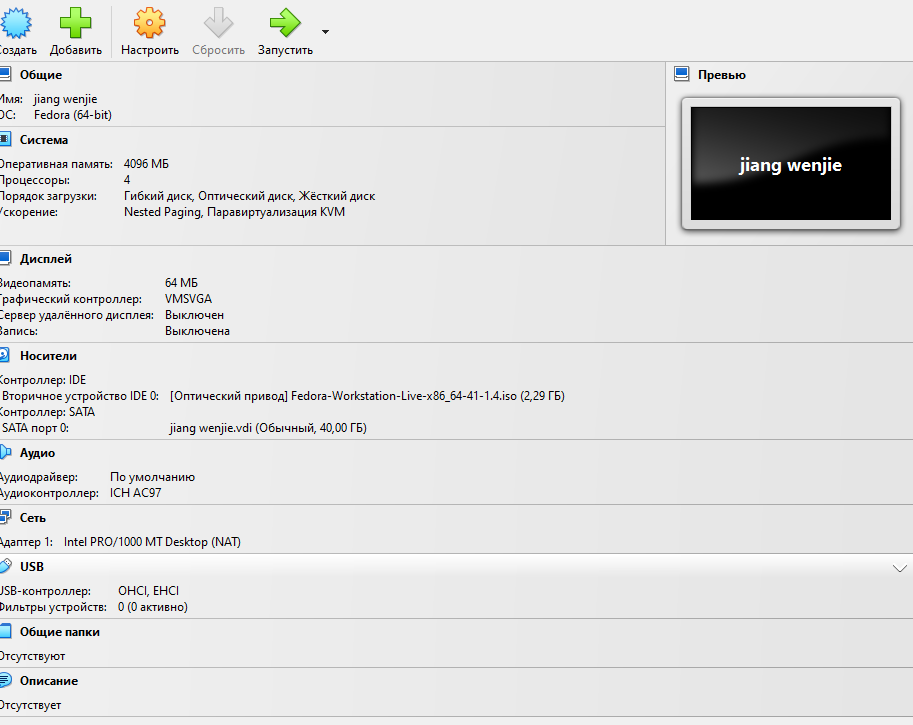 Создать Добавить Настроить Сбросить Запустить
Общие
Имя: jiang wenjie
ОС: Fedora (64-bit)
Система
Оперативная память: 4096 МБ
Процессоры: 4
Порядок загрузки: Гибкий диск, Оптический диск, Жёсткий диск
Ускорение: Nested Paging, Паравиртуализация KVM
Превью
jiang wenjie
Дисплей
Видеопамять: 64 МБ
Графический контроллер: VMSVGA
Сервер удалённого дисплея: Выключен
Запись: Выключена
Носители
Контроллер: IDE
Вторичное устройство IDE 0: [Оптический привод] Fedora-Workstation-Live-x86_64-41-1.4.iso (2,29 ГБ)
Контроллер: SATA
SATA порт 0: jiang wenjie.vdi (Обычный, 40,00 ГБ)
Аудио
Аудиодрайвер: По умолчанию
Аудиоконтроллер: ICH AC97
Сеть
Адаптер 1: Intel PRO/1000 MT Desktop (NAT)
USB
USB-контроллер: OHCI, EHCI
Фильтры устройств: 0 (0 активно)
Общие папки
Отсутствуют
Описание
Отсутствует